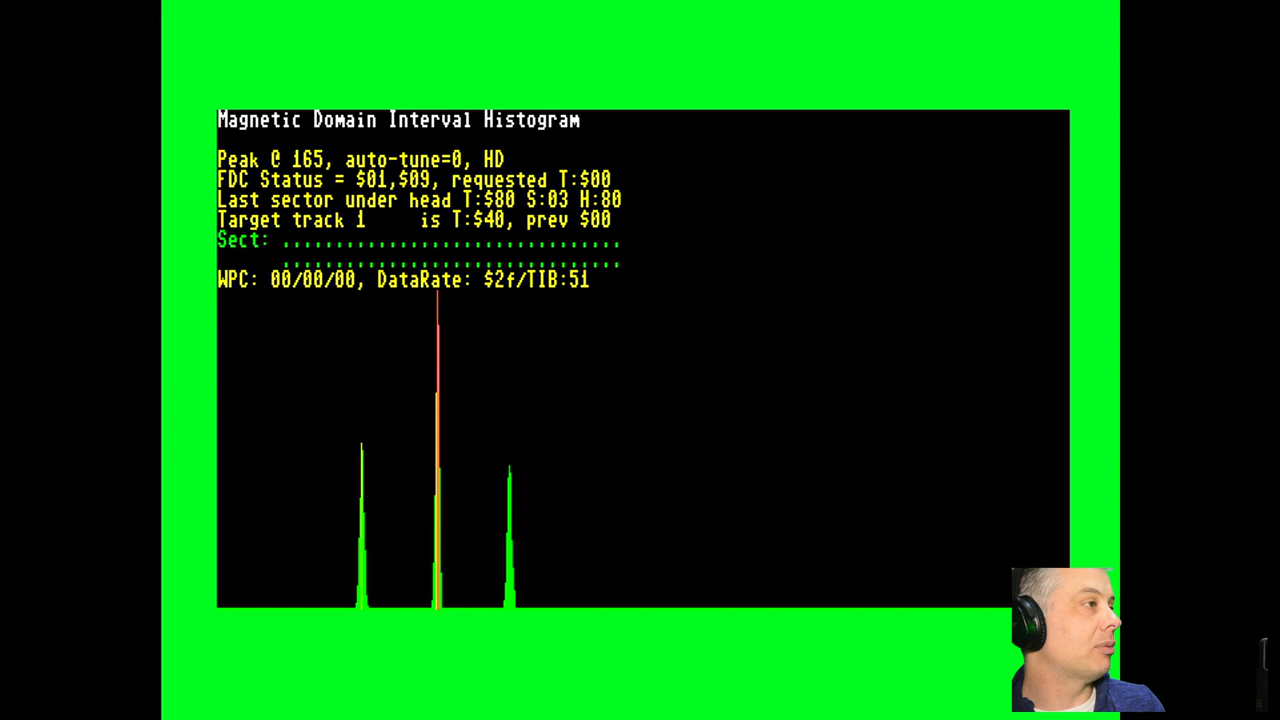 Magnetic Domain Interval Histogram
Peak @ 165, auto-tune=0, HD
FDC Status = $01,$09, requested T:$00
Last sector under head T:$80 S:03 H:80
Target track 1     is T:$40, prev $00
Sect: ................................
................................
WPC: 00/00/00, DataRate: $2f/TIB:51